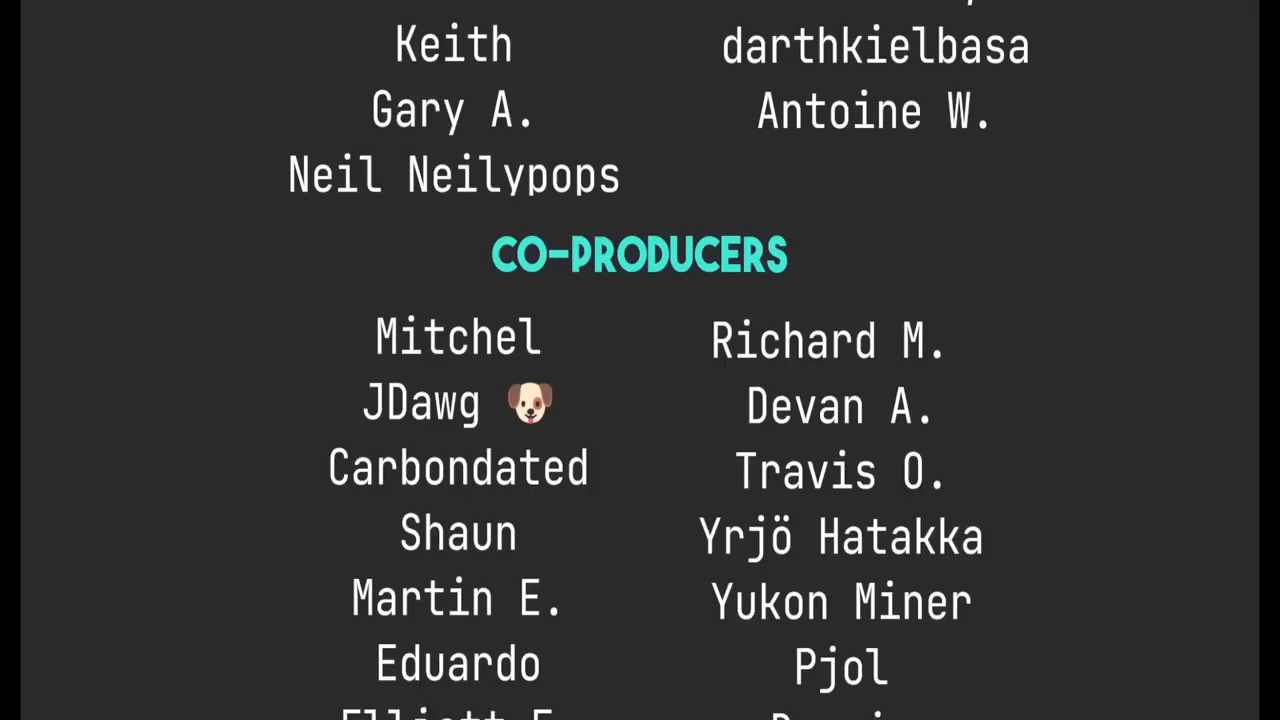 Keith
darthkielbasa
Gary A.
Antoine W.
Neil Neilypops
CO-PRODUCERS
Mitchel
Richard M.
JDawg 🐶
Devan A.
Carbondated
Travis O.
Shaun
Yrjö Hatakka
Martin E.
Yukon Miner
Eduardo
Pjol